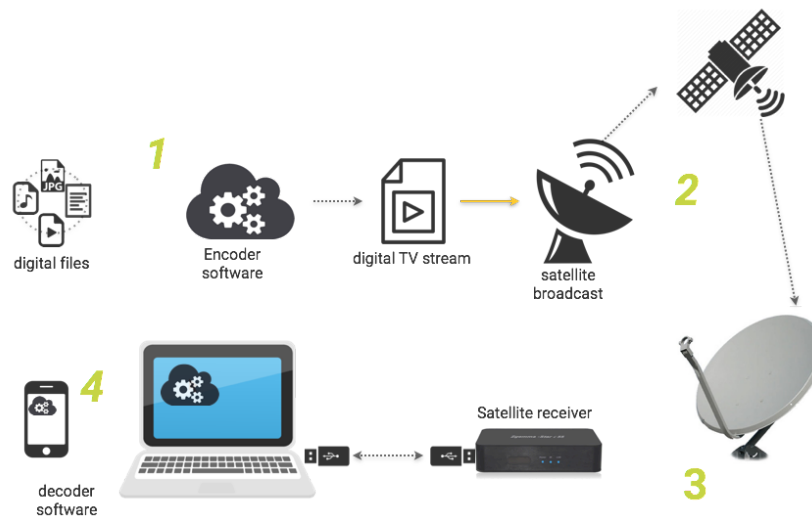 1
JPG
digital files
Encoder
software
digital TV stream
satellite
broadcast
2
4
decoder
software
Satellite receiver
3